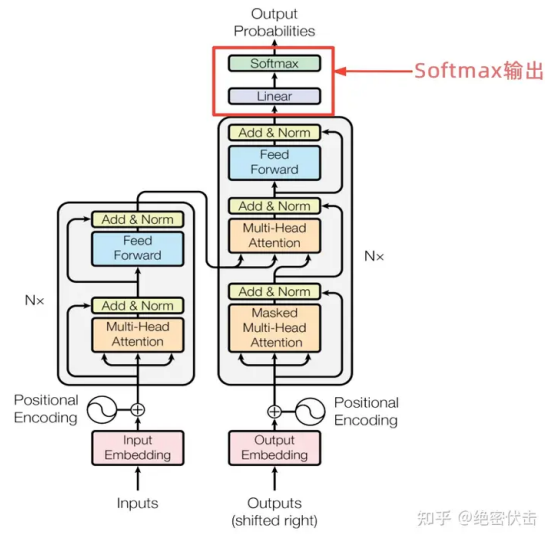 Output
Probabilities
Softmax
Softmax输出
Linear
Add & Norm
Feed
Forward
Add & Norm
Multi-Head
Attention
Add & Norm
Masked
Multi-Head
Attention
Nx
Add & Norm
Feed
Forward
Add & Norm
Multi-Head
Attention
Nx
Positional
Encoding
Positional
Encoding
Input
Embedding
Output
Embedding
Inputs
Outputs
(shifted right)
知乎 @绝密伏击